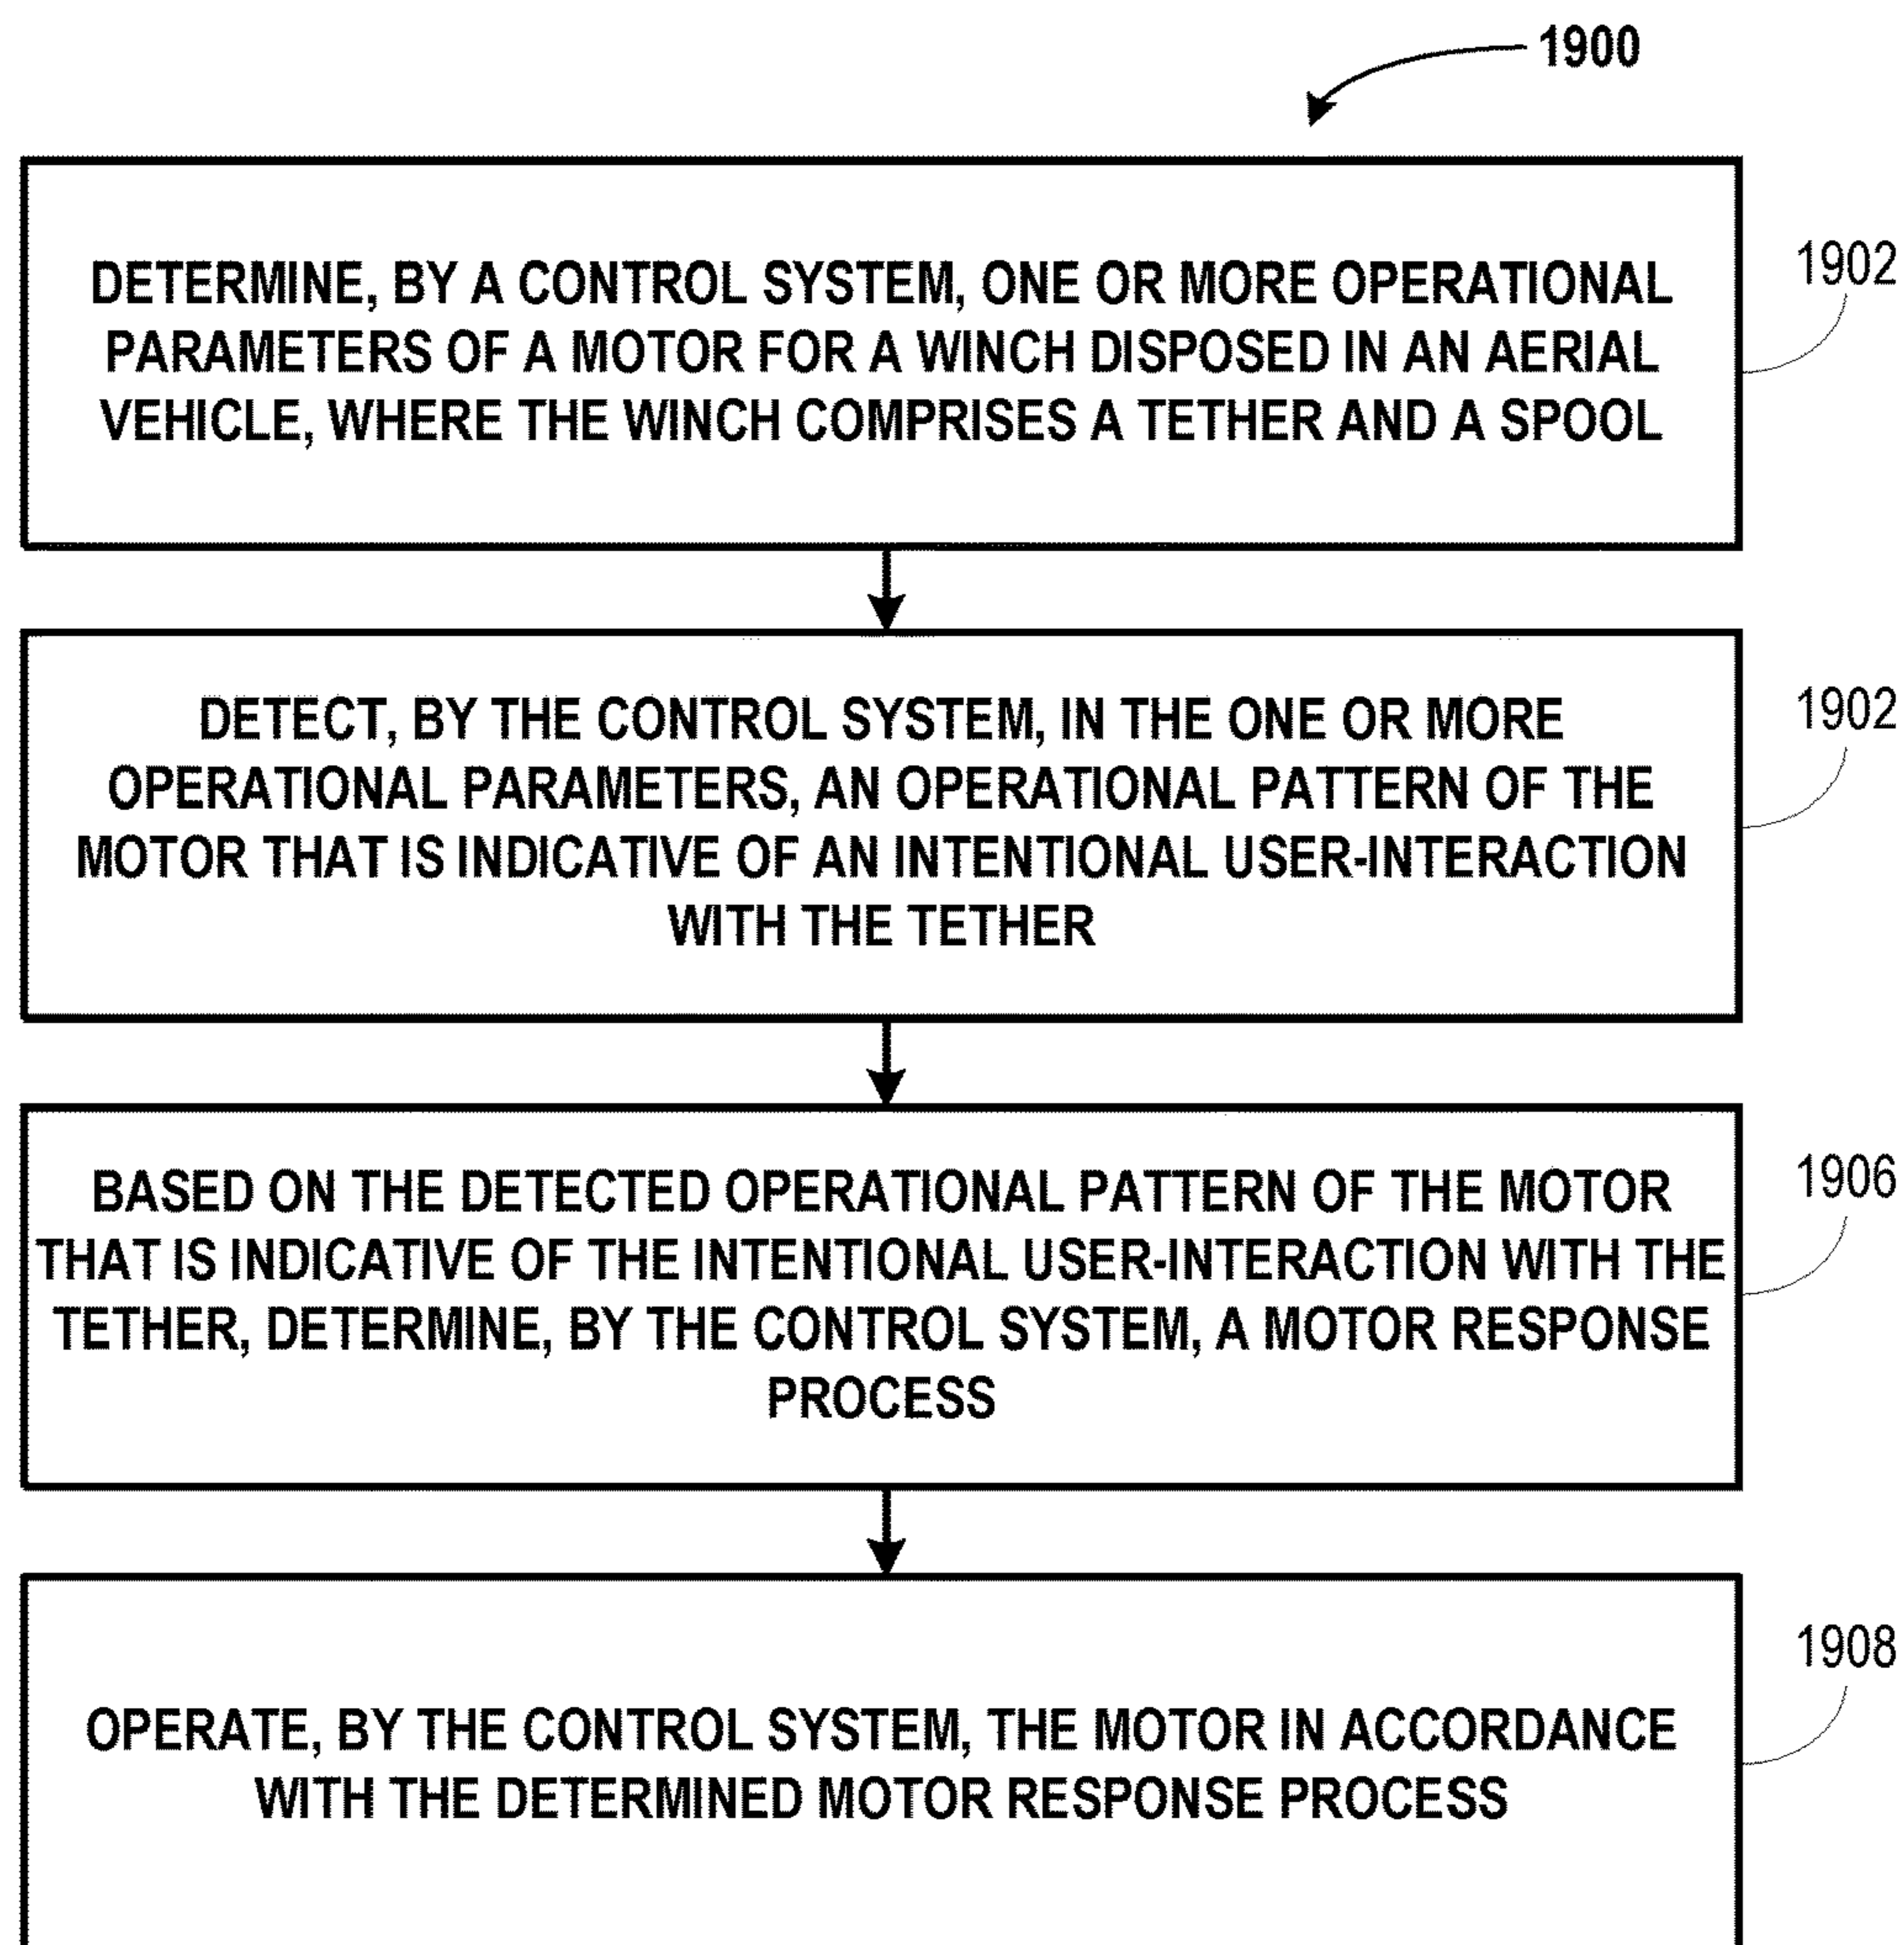 1900
DETERMINE, BY A CONTROL SYSTEM, ONE OR MORE OPERATIONAL
PARAMETERS OF A MOTOR FOR A WINCH DISPOSED IN AN AERIAL
VEHICLE, WHERE THE WINCH COMPRISES A TETHER AND A SPOOL
1902
DETECT, BY THE CONTROL SYSTEM, IN THE ONE OR MORE
OPERATIONAL PARAMETERS, AN OPERATIONAL PATTERN OF THE
MOTOR THAT IS INDICATIVE OF AN INTENTIONAL USER-INTERACTION
WITH THE TETHER
1902
BASED ON THE DETECTED OPERATIONAL PATTERN OF THE MOTOR
THAT IS INDICATIVE OF THE INTENTIONAL USER-INTERACTION WITH THE
TETHER, DETERMINE, BY THE CONTROL SYSTEM, A MOTOR RESPONSE
PROCESS
1906
OPERATE, BY THE CONTROL SYSTEM, THE MOTOR IN ACCORDANCE
WITH THE DETERMINED MOTOR RESPONSE PROCESS
1908